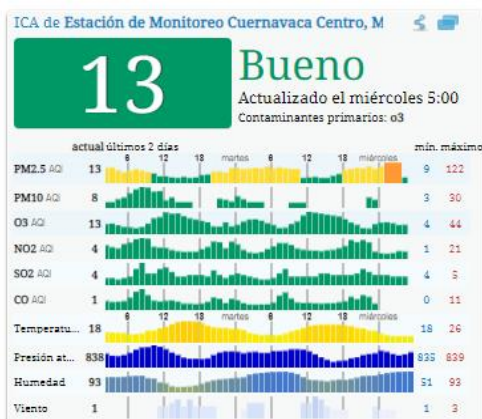 ICA de Estación de Monitoreo Cuernavaca Centro, M
13
Bueno
Actualizado el miércoles 5:00
Contaminantes primarios: o3
actual últimos 2 días mín. máximo
6 12 18 martes 6 12 18 miércoles
PM2.5 AQI 13 9 122
PM10 AQI 8 3 30
O3 AQI 13 4 44
NO2 AQI 4 1 21
SO2 AQI 4 4 5
CO AQI 1 0 11
6 12 18 martes 6 12 18 miércoles
Temperatu... 18 18 26
Presión at... 838 835 839
Humedad 93 51 93
Viento 1 1 3